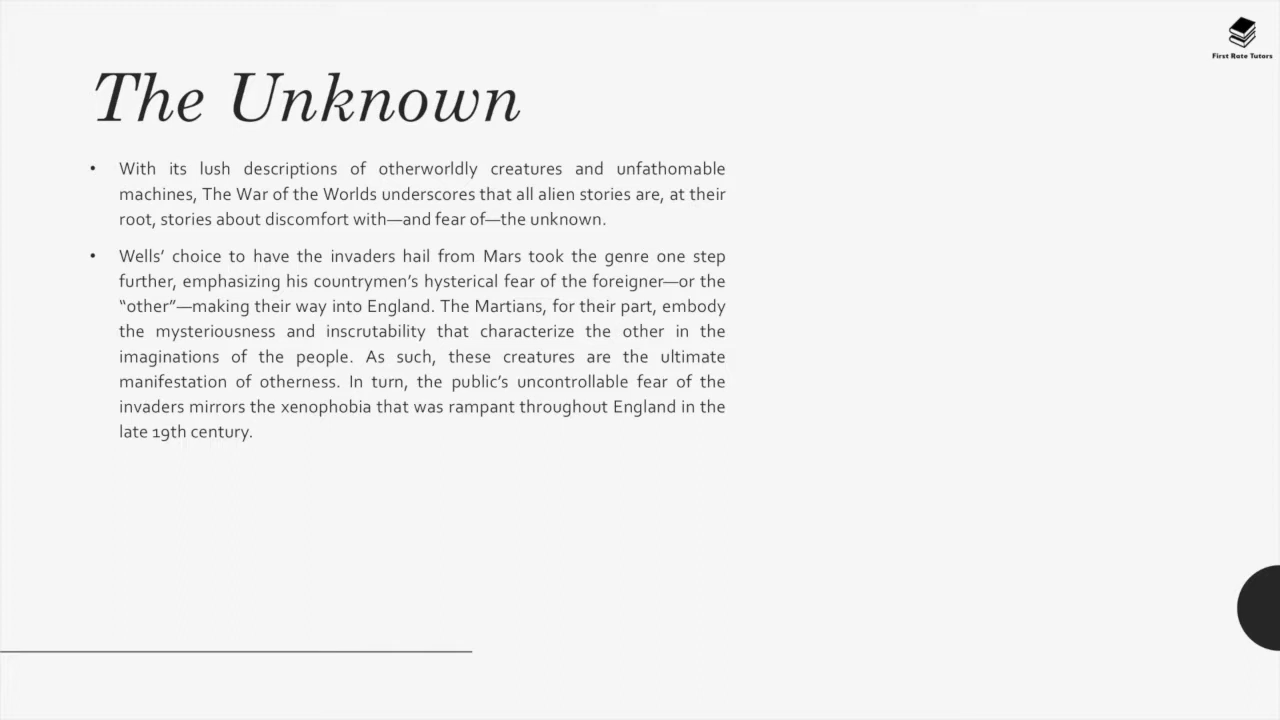 First Rate Tutors
The Unknown
• With its lush descriptions of otherworldly creatures and unfathomable
machines, The War of the Worlds underscores that all alien stories are, at their
root, stories about discomfort with—and fear of—the unknown.
• Wells’ choice to have the invaders hail from Mars took the genre one step
further, emphasizing his countrymen’s hysterical fear of the foreigner—or the
“other”—making their way into England. The Martians, for their part, embody
the mysteriousness and inscrutability that characterize the other in the
imaginations of the people. As such, these creatures are the ultimate
manifestation of otherness. In turn, the public’s uncontrollable fear of the
invaders mirrors the xenophobia that was rampant throughout England in the
late 19th century.